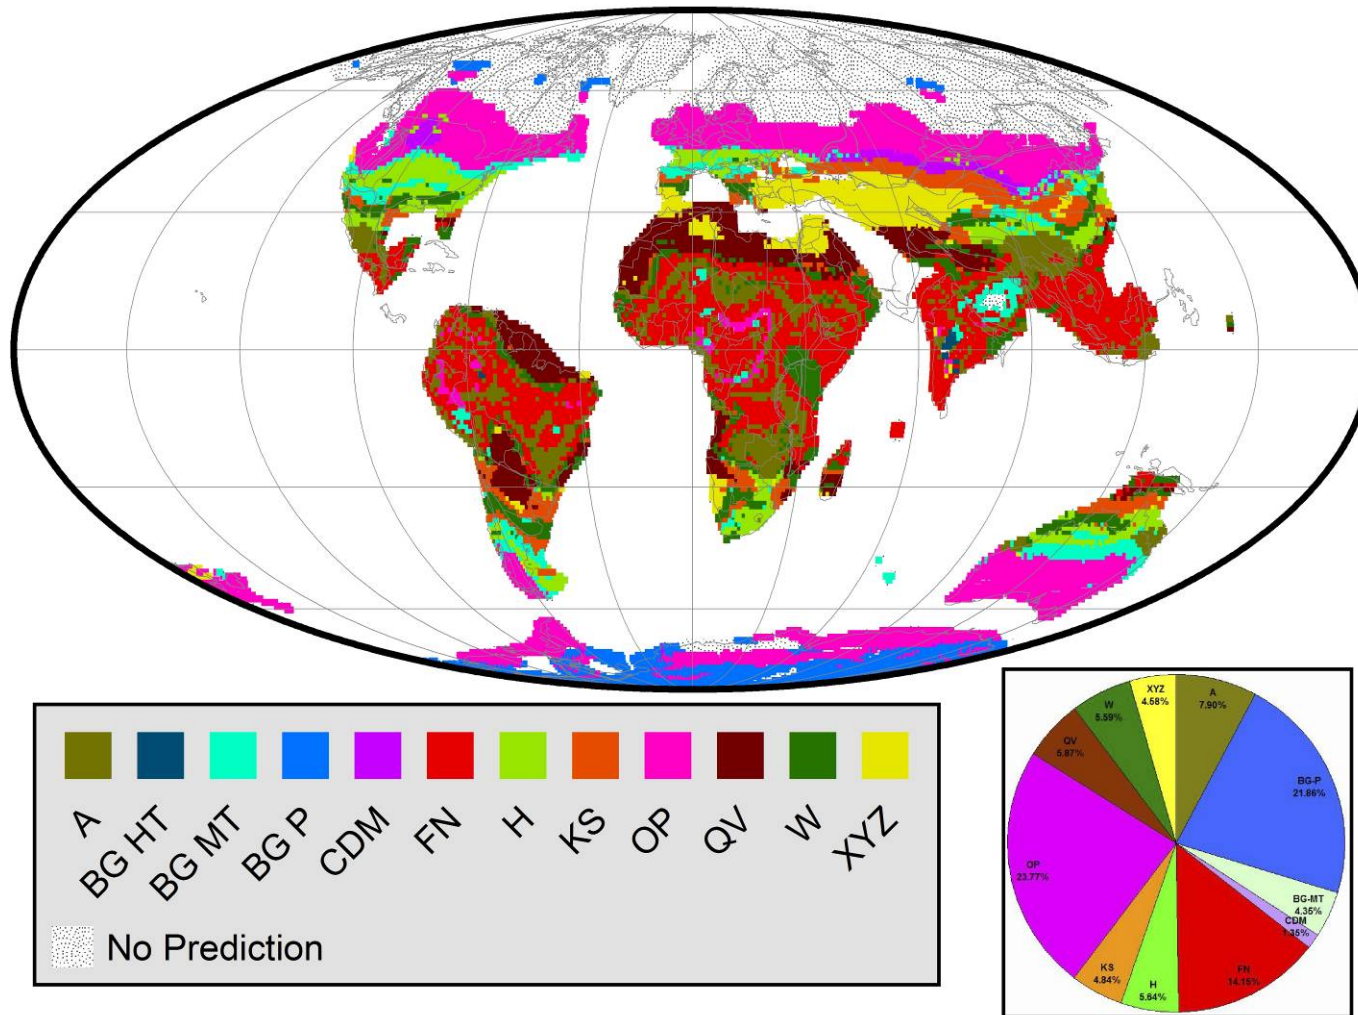 A
BG HT
BG MT
BG P
CDM
FN
H
KS
OP
QV
W
XYZ
No Prediction
XYZ
4.58%
A
7.90%
W
5.59%
QV
5.87%
BG-P
21.86%
OP
23.77%
BG-MT
4.35%
CDM
1.35%
KS
4.84%
H
5.64%
FN
14.15%